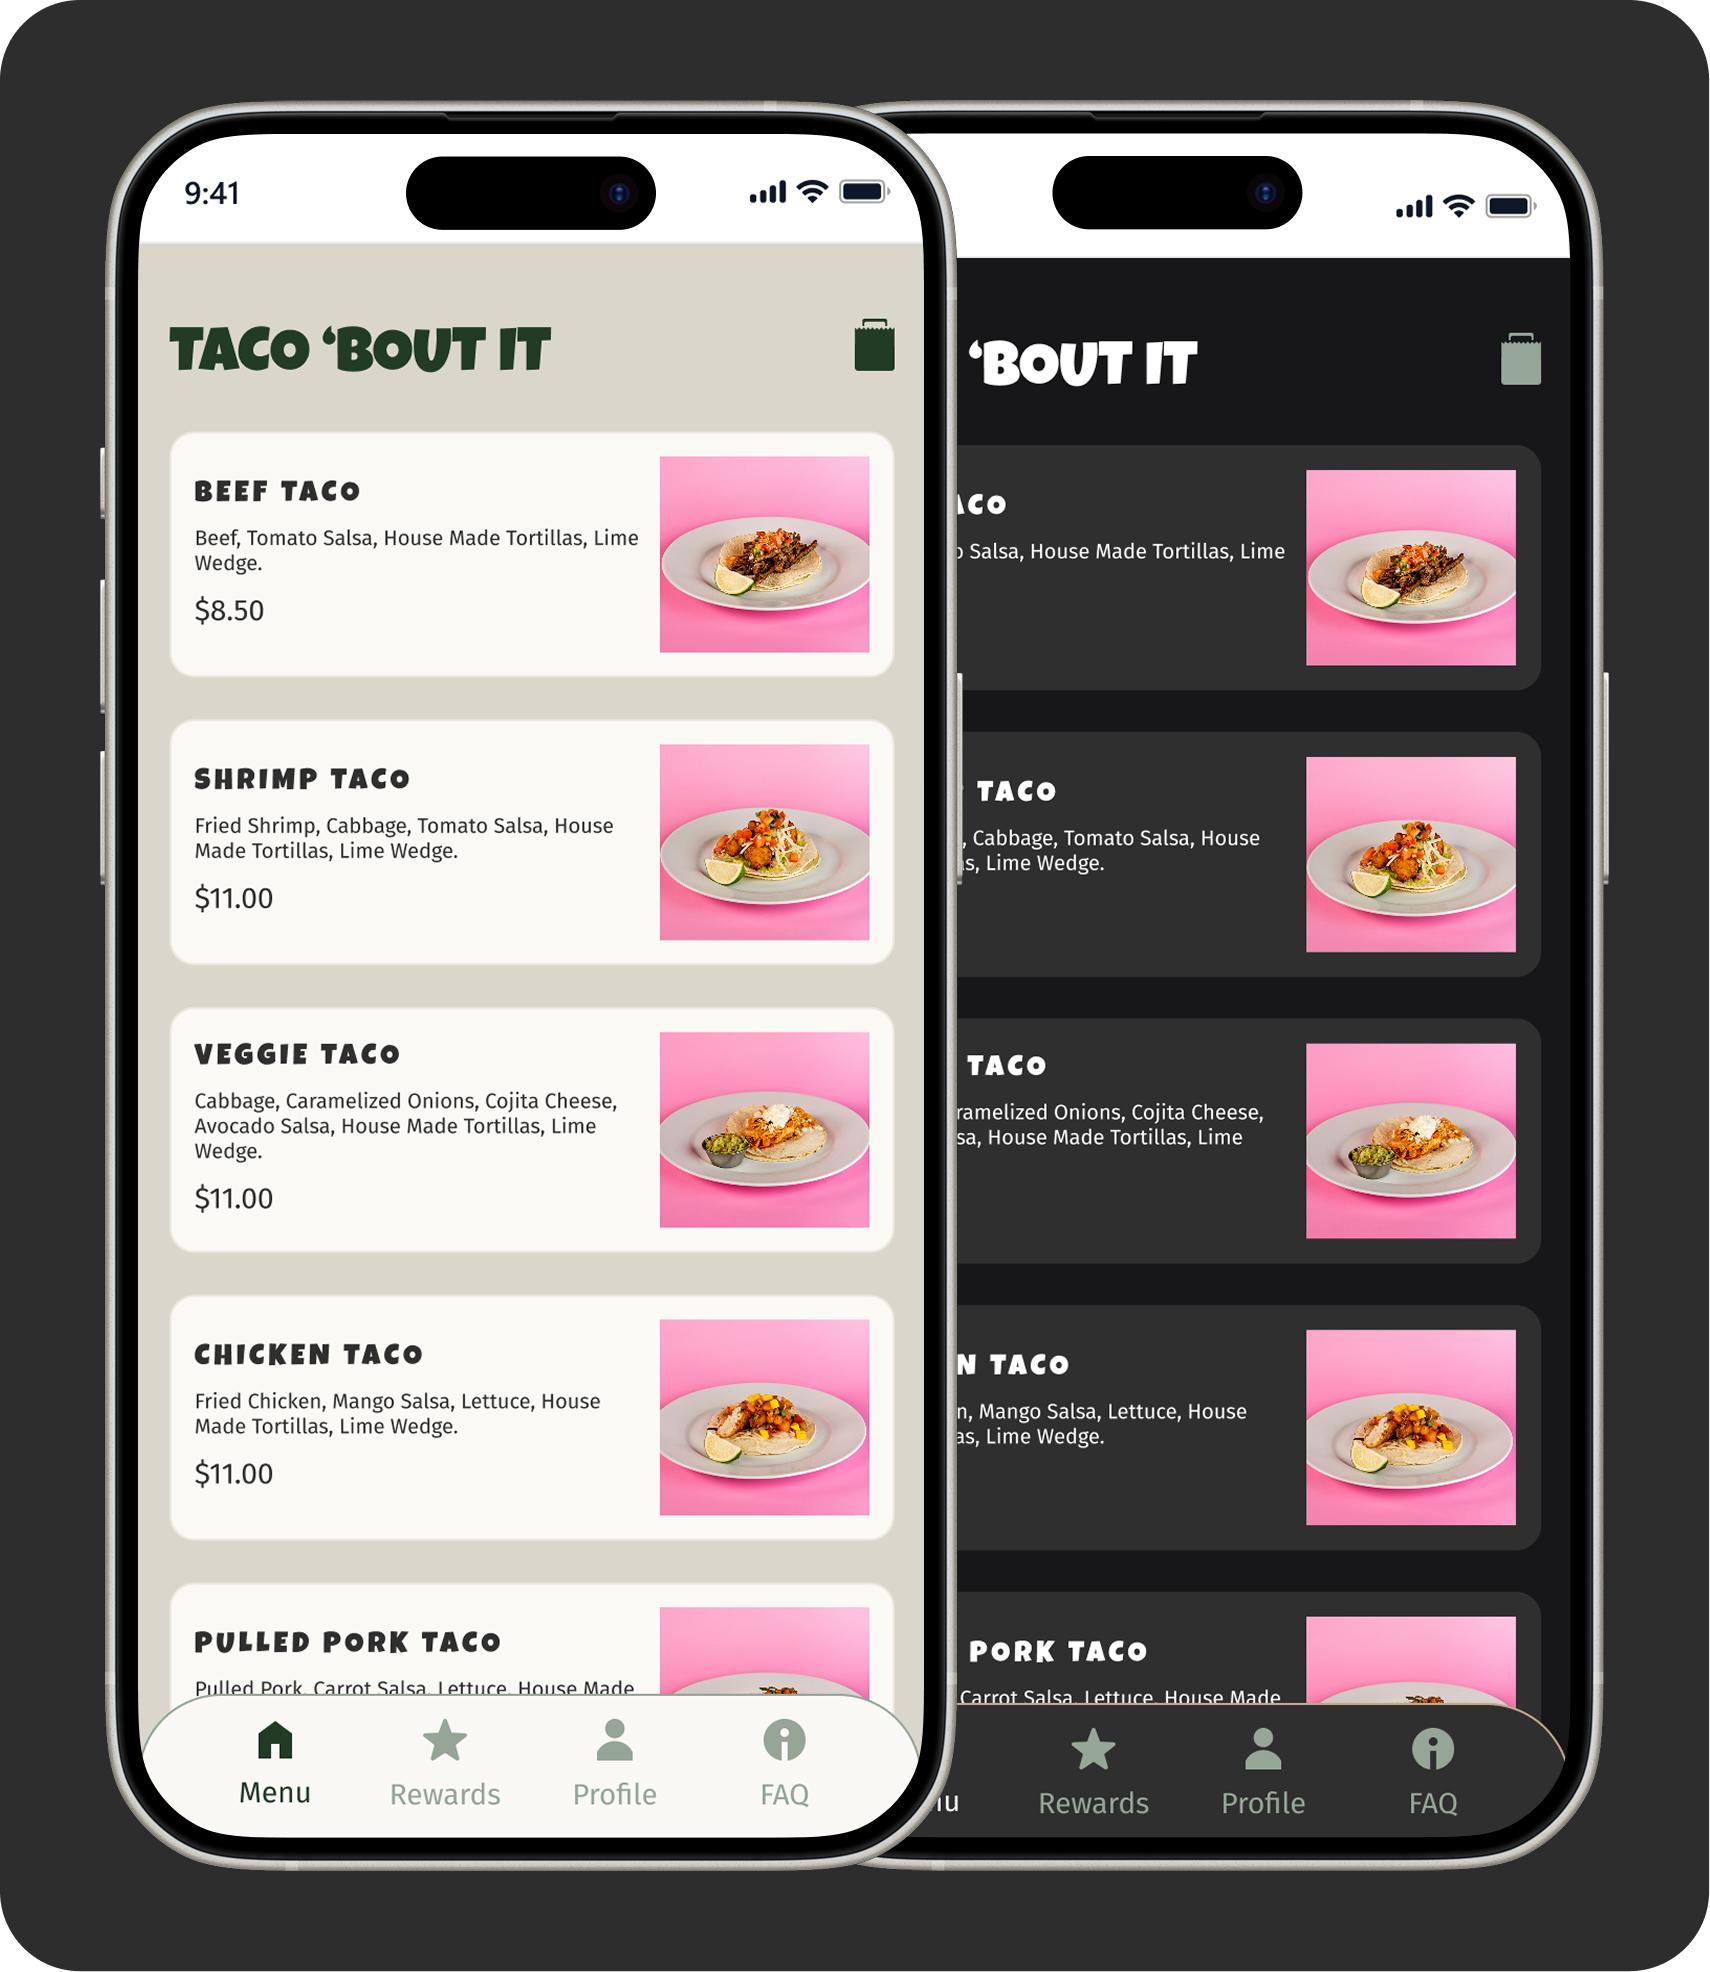 9:41
TACO ‘BOUT IT
BEEF TACO
Beef, Tomato Salsa, House Made Tortillas, Lime
Wedge.
$8.50
SHRIMP TACO
Fried Shrimp, Cabbage, Tomato Salsa, House
Made Tortillas, Lime Wedge.
$11.00
VEGGIE TACO
Cabbage, Caramelized Onions, Cojita Cheese,
Avocado Salsa, House Made Tortillas, Lime
Wedge.
$11.00
CHICKEN TACO
Fried Chicken, Mango Salsa, Lettuce, House
Made Tortillas, Lime Wedge.
$11.00
PULLED PORK TACO
Pulled Pork, Carrot Salsa, Lettuce, House Made
Menu
Rewards
Profile
FAQ
‘BOUT IT
ACO
o Salsa, House Made Tortillas, Lime
TACO
, Cabbage, Tomato Salsa, House
as, Lime Wedge.
TACO
ramelized Onions, Cojita Cheese,
sa, House Made Tortillas, Lime
N TACO
n, Mango Salsa, Lettuce, House
as, Lime Wedge.
PORK TACO
Carrot Salsa, Lettuce, House Made
nu
Rewards
Profile
FAQ